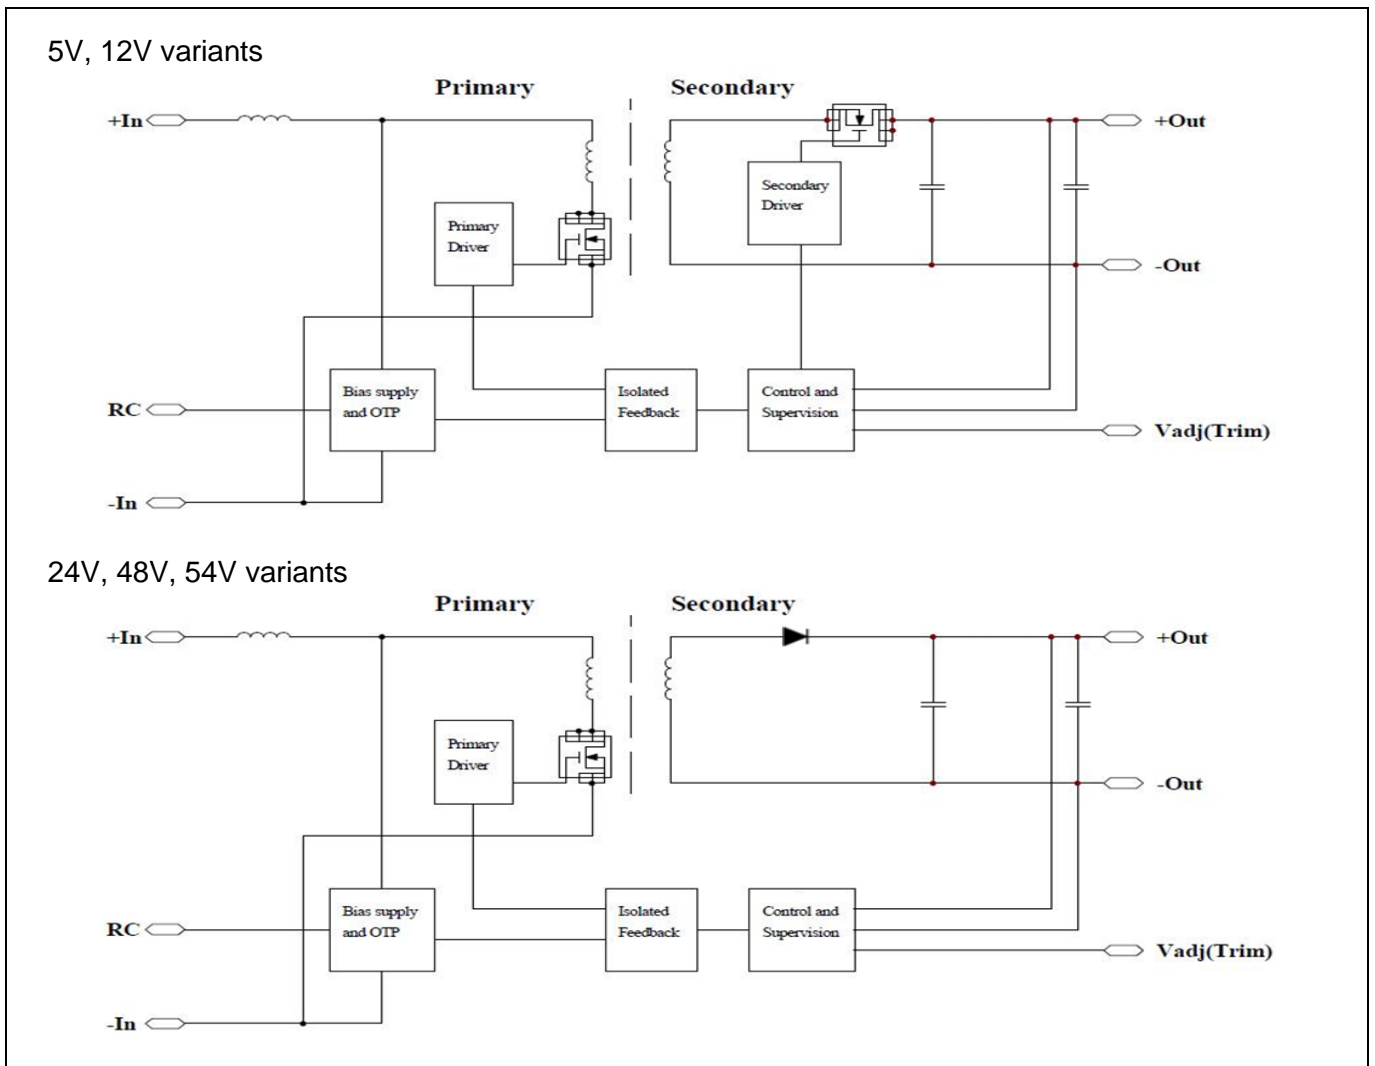 5V, 12V variants
Primary
Secondary
+In
+Out
Secondary
Driver
Primary
Driver
-Out
Bias supply
and OTP
Isolated
Feedback
Control and
Supervision
RC
Vadj(Trim)
-In
24V, 48V, 54V variants
Primary
Secondary
+In
+Out
Primary
Driver
-Out
Bias supply
and OTP
Isolated
Feedback
Control and
Supervision
RC
Vadj(Trim)
-In